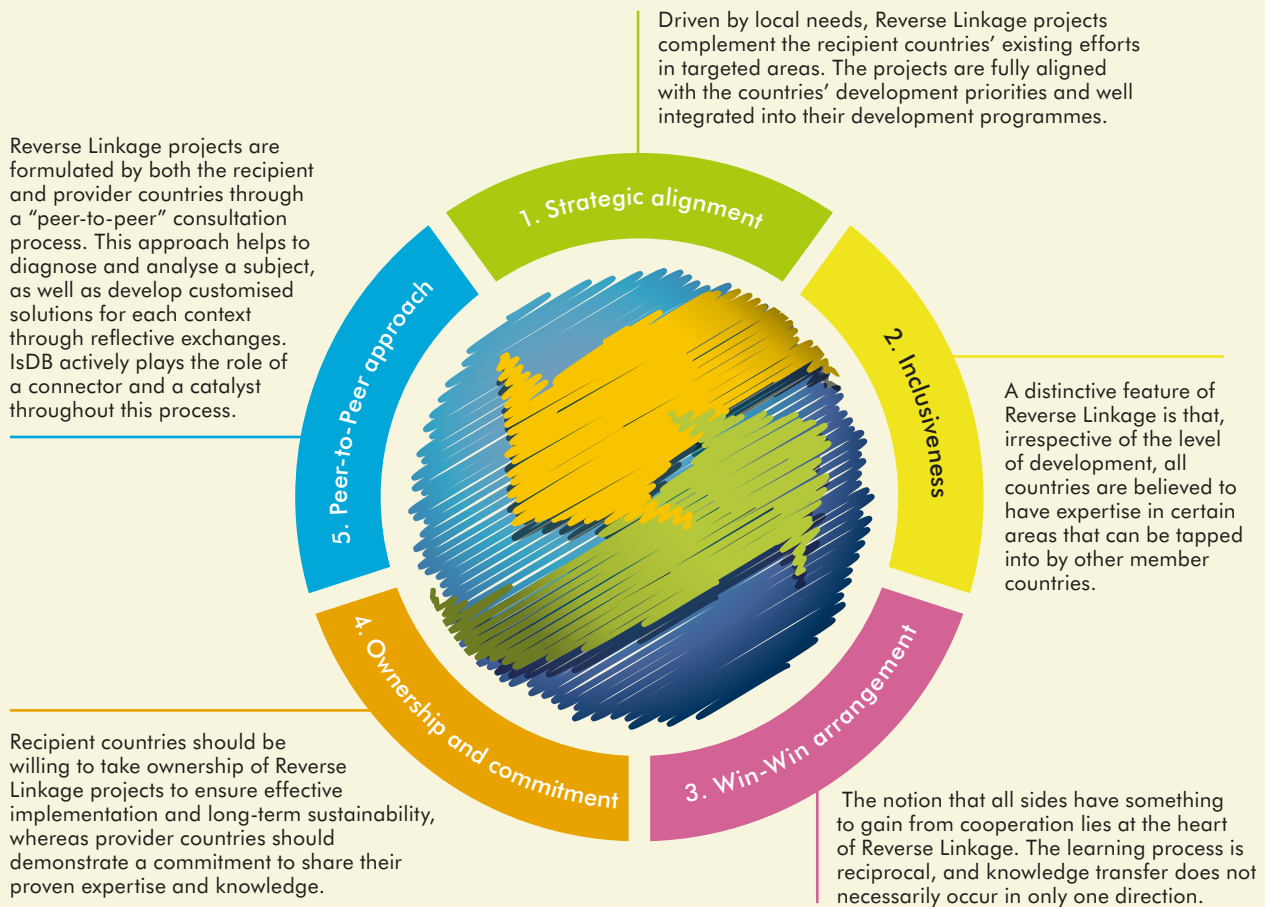 Driven by local needs, Reverse Linkage projects
complement the recipient countries’ existing efforts
in targeted areas. The projects are fully aligned
with the countries’ development priorities and well
integrated into their development programmes.
1. Strategic alignment
2. Inclusiveness
A distinctive feature of
Reverse Linkage is that,
irrespective of the level
of development, all
countries are believed to
have expertise in certain
areas that can be tapped
into by other member
countries.
3. Win-Win arrangement
The notion that all sides have something
to gain from cooperation lies at the heart
of Reverse Linkage. The learning process is
reciprocal, and knowledge transfer does not
necessarily occur in only one direction.
4. Ownership and commitment
Recipient countries should be
willing to take ownership of Reverse
Linkage projects to ensure effective
implementation and long-term sustainability,
whereas provider countries should
demonstrate a commitment to share their
proven expertise and knowledge.
5. Peer-to-Peer approach
Reverse Linkage projects are
formulated by both the recipient
and provider countries through
a “peer-to-peer” consultation
process. This approach helps to
diagnose and analyse a subject,
as well as develop customised
solutions for each context
through reflective exchanges.
IsDB actively plays the role of
a connector and a catalyst
throughout this process.